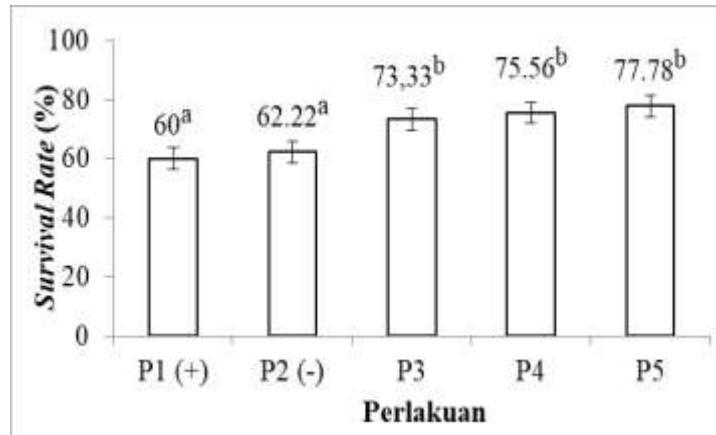 100
80
60
40
20
0
Survival Rate (%)
60a
62.22a
73,33b
75.56b
77.78b
P1 (+) P2 (-) P3 P4 P5
Perlakuan